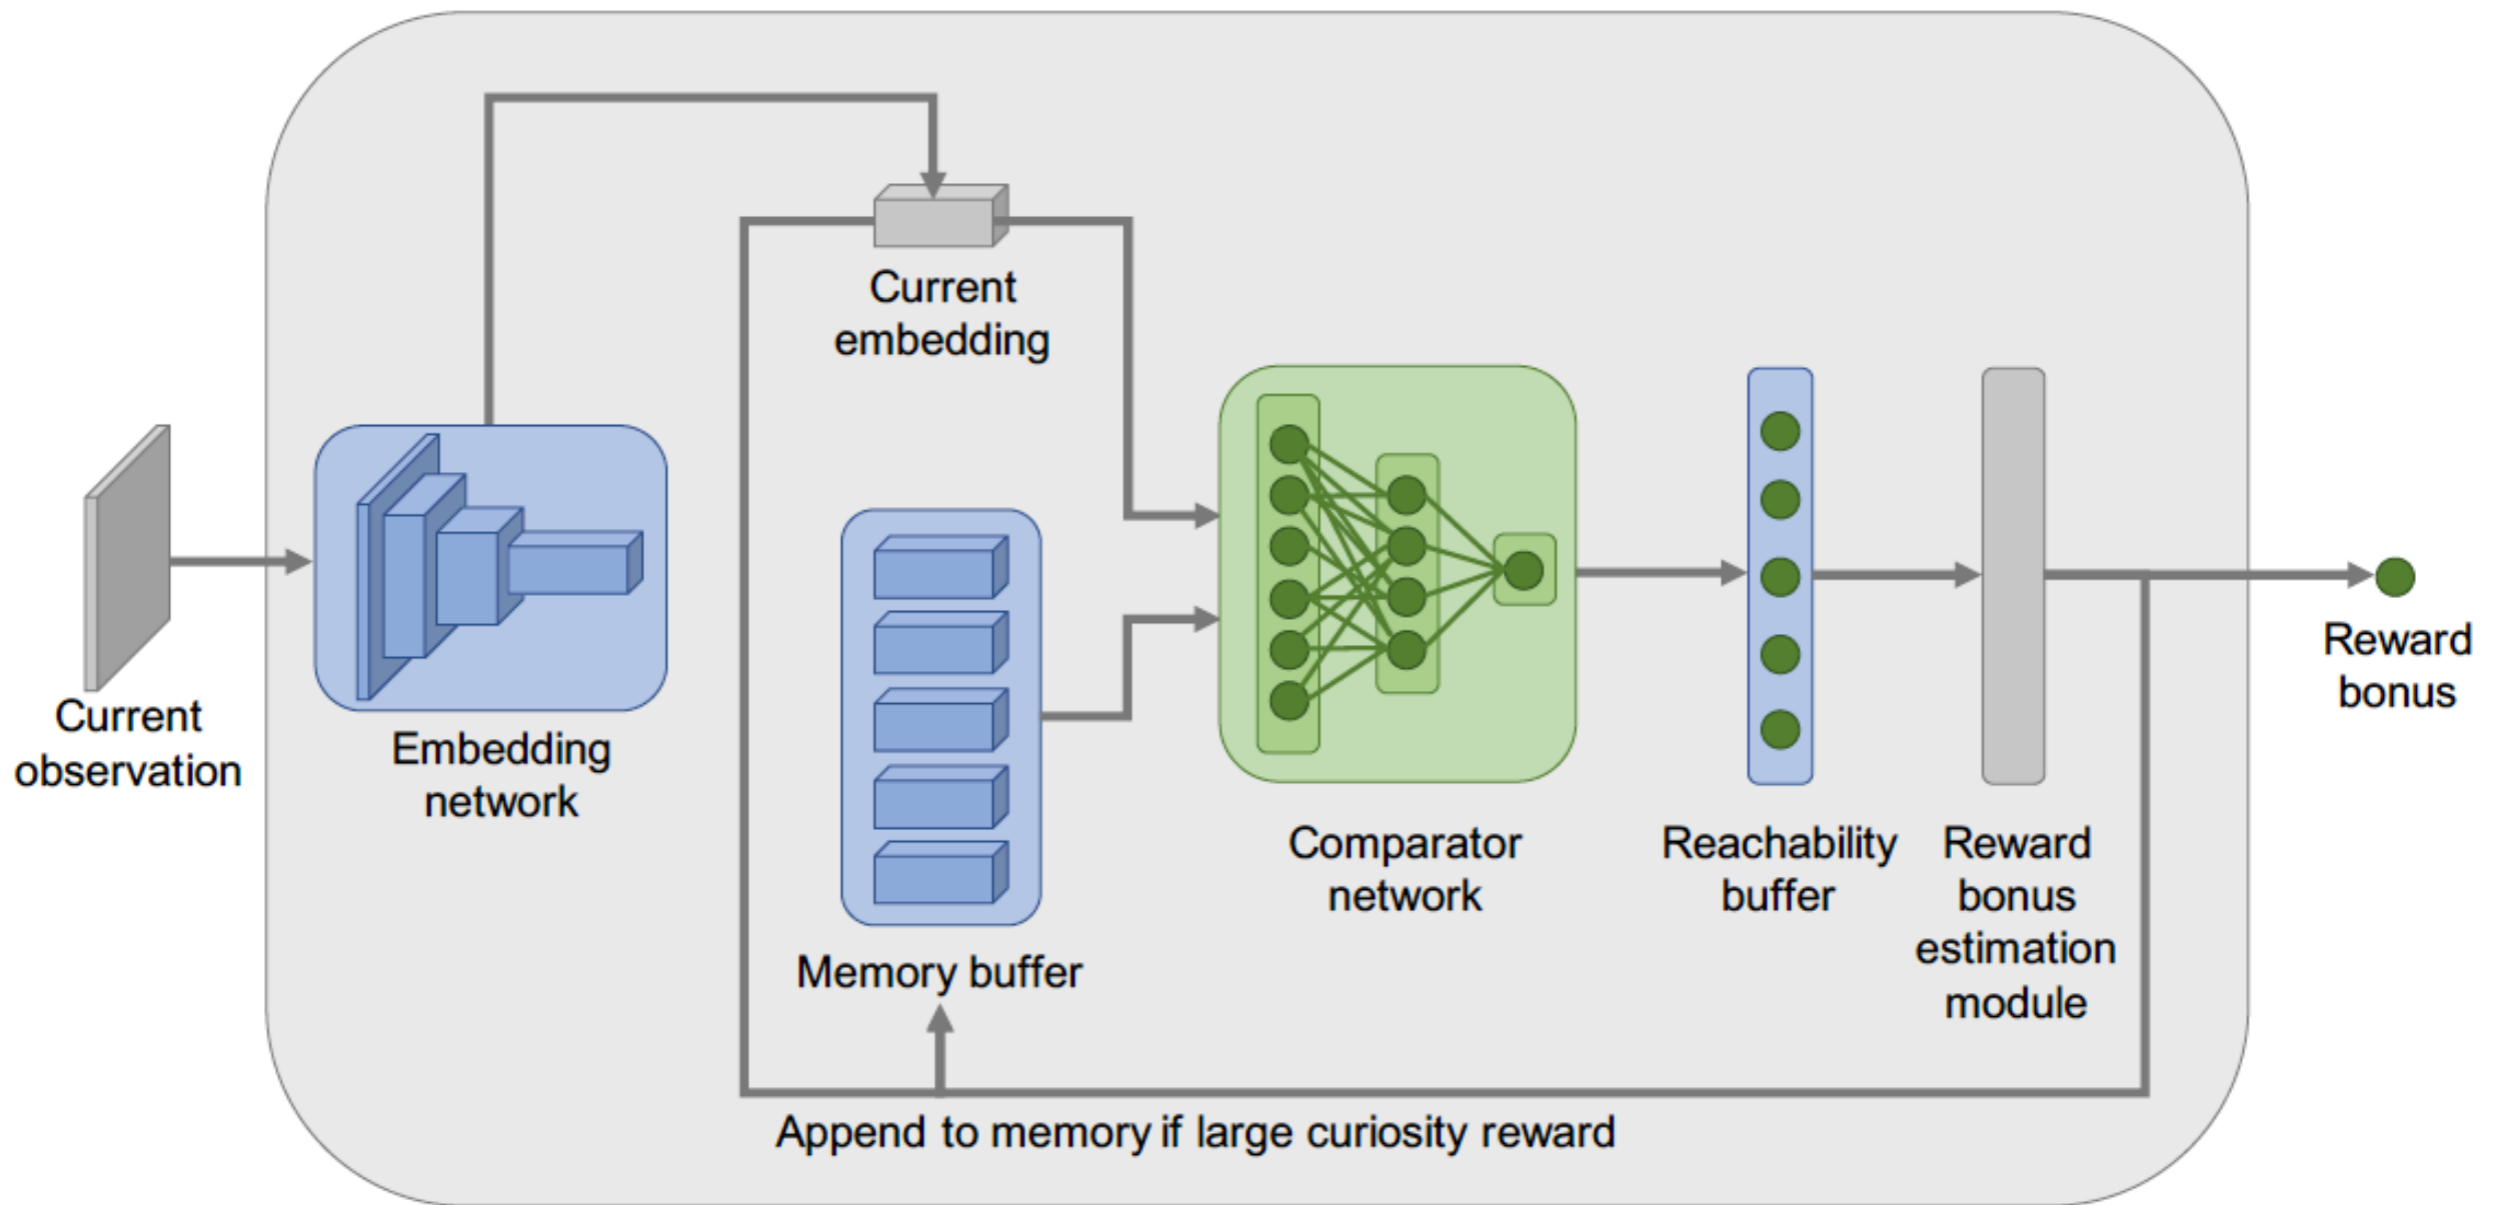 Current
embedding
Current
observation
Embedding
network
Memory buffer
Comparator
network
Reachability
buffer
Reward
bonus
estimation
module
Reward
bonus
Append to memory if large curiosity reward